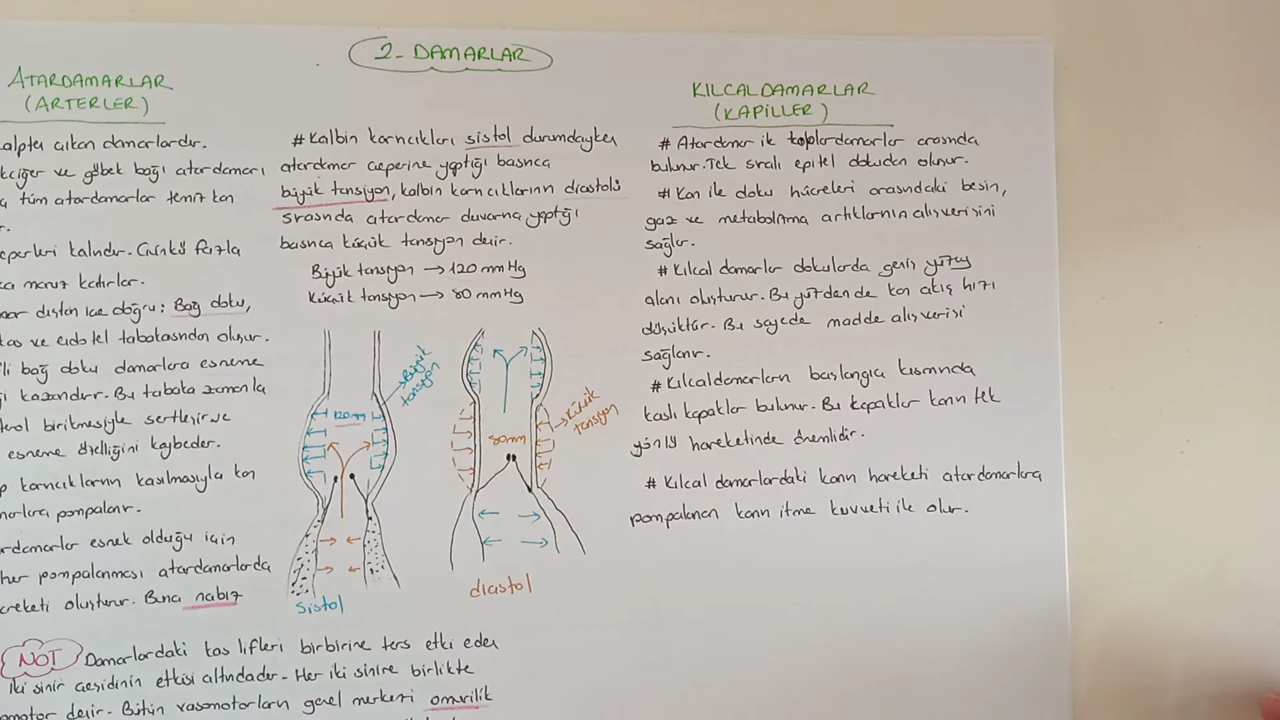 2- DAMARLAR
ATARDAMARLAR
(ARTERLER)
alpten çıkan damarlardır.
kciğer ve göbek bağı atardamarı
tüm atardamarlar temiz kan
r.
eperleri kalındır. Çünkü fazla
maruz kalırlar.
dıştan içe doğru: Bağ doku,
kas ve endotel tabakasından oluşur.
li bağ doku damarlara esneme
kazandırır. Bu tabaka zamanla
terol birikmesiyle sertleşir ve
esneme özelliğini kaybeder.
p karıncıkların kasılmasıyla kan
pompalanır.
rdamarlar esnek olduğu için
her pompalanması atardamarlarda
areketi oluşturur. Buna nabız
# Kalbin karıncıkları sistol durumdayken
atardamar çeperine yaptığı basınca
büyük tansiyon, kalbin karıncıklarının diastolü
sırasında atardamar duvarına yaptığı
basınca küçük tansiyon denir.
Büyük tansiyon → 120 mmHg
Küçük tansiyon → 80 mmHg
Büyük
tansiyon
120mm
sistol
Küçük
tansiyon
80mm
diastol
NOT Damarlardaki kas lifleri birbirine ters etki eden
iki sinir çeşidinin etkisi altındadır. Her iki sinire birlikte
omotor denir. Bütün vasomotorların genel merkezi omurilik
KILCAL DAMARLAR
(KAPİLLER)
# Atardamar ile toplardamarlar arasında
bulunur. Tek sıralı epitel dokudan oluşur.
# Kan ile doku hücreleri arasındaki besin,
gaz ve metabolizma artıklarının alışverişini
sağlar.
# Kılcal damarlar dokularda geniş yüzey
alanı oluşturur. Bu yüzden de kan akış hızı
düşüktür. Bu sayede madde alışverişi
sağlanır.
# Kılcaldamarların başlangıç kısmında
kaslı kapaklar bulunur. Bu kapaklar kanın tek
yönlü hareketinde önemlidir.
# Kılcal damarlardaki kanın hareketi atardamarlara
pompalanan kanın itme kuvveti ile olur.